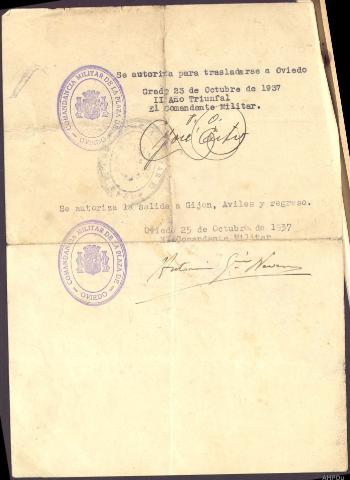 COMANDANCIA MILITAR DE LA PLAZA DE
OVIEDO
Se autoriza para trasladarse a Oviedo
Grado 23 de Octubre de 1937
II Año Triunfal
El Comandante Militar.
P. O.
José
Se autoriza la salida a Gijon, Aviles y regreso.
Oviedo 25 de Octubre de 1937
El Comandante Militar
COMANDANCIA MILITAR DE LA PLAZA DE
OVIEDO
Antonio
AHPOu